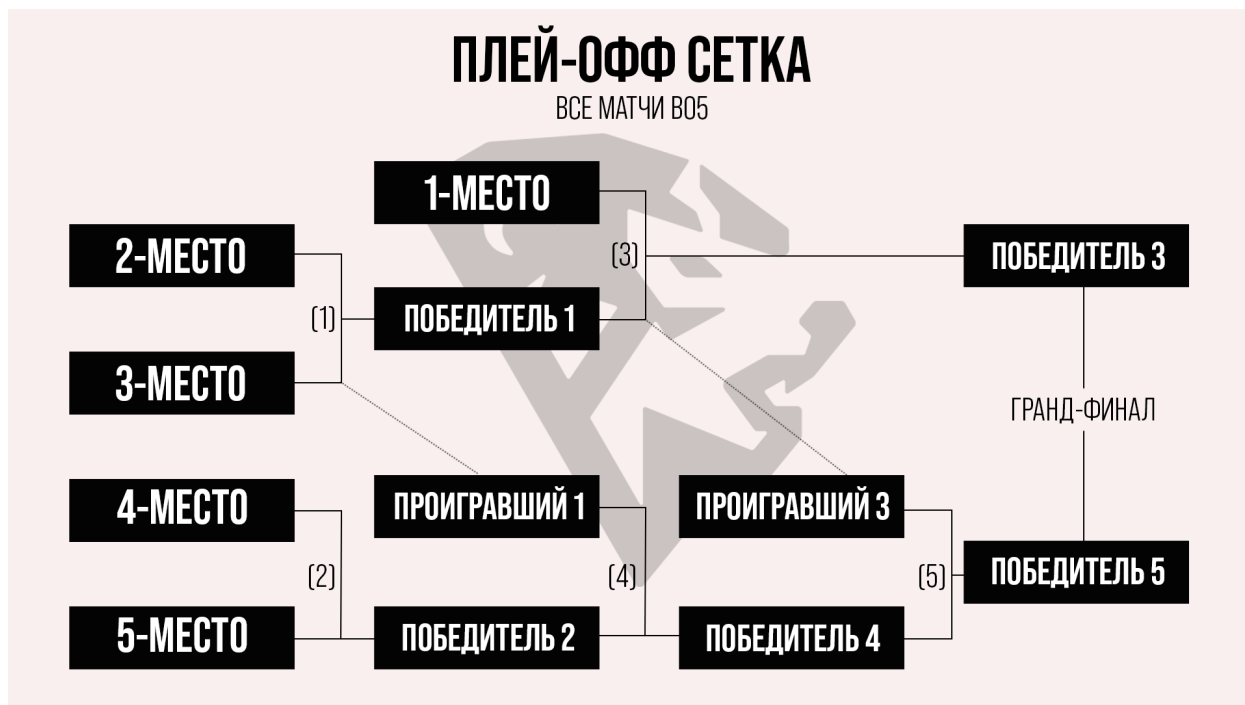 ПЛЕЙ-ОФФ СЕТКА
ВСЕ МАТЧИ BO5
1-МЕСТО
2-МЕСТО
(3)
ПОБЕДИТЕЛЬ 3
(1)
ПОБЕДИТЕЛЬ 1
3-МЕСТО
ГРАНД-ФИНАЛ
4-МЕСТО
ПРОИГРАВШИЙ 1
ПРОИГРАВШИЙ 3
(2)
(4)
(5)
ПОБЕДИТЕЛЬ 5
5-МЕСТО
ПОБЕДИТЕЛЬ 2
ПОБЕДИТЕЛЬ 4